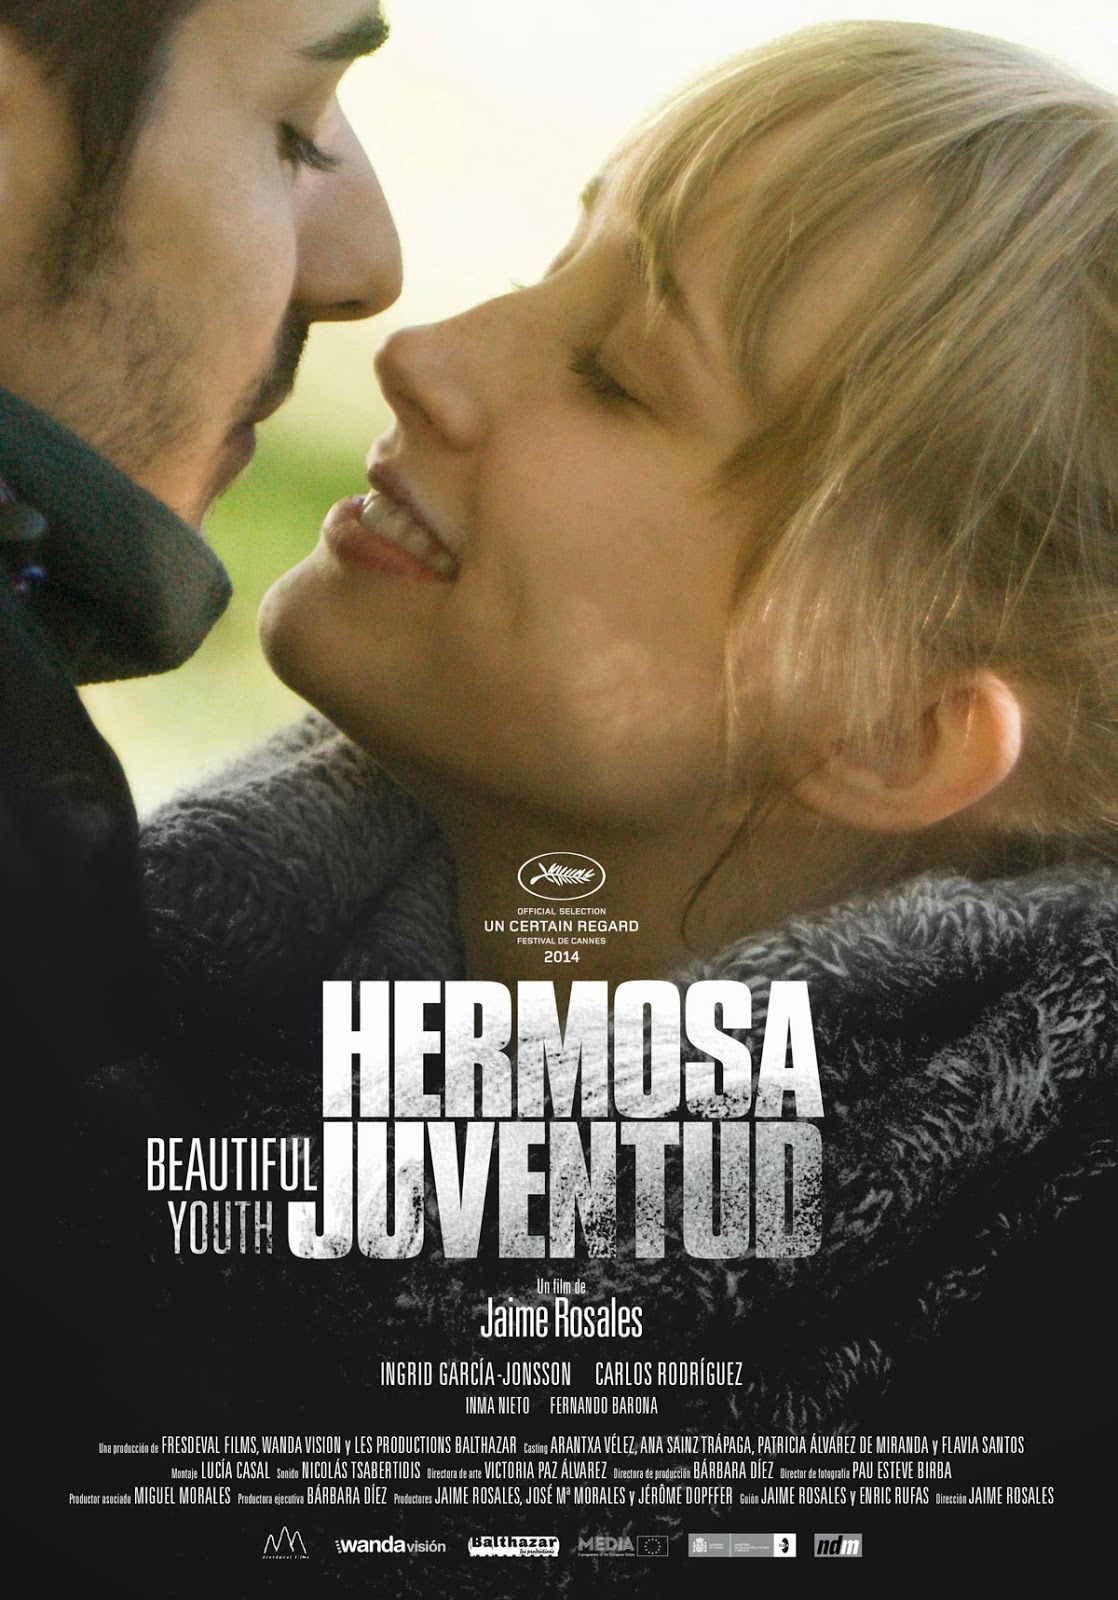 OFFICIAL SELECTION
UN CERTAIN REGARD
FESTIVAL DE CANNES
2014
HERMOSA
JUVENTUD
BEAUTIFUL
YOUTH
Un film de
Jaime Rosales
INGRID GARCÍA-JONSSON CARLOS RODRÍGUEZ
INMA NIETO FERNANDO BARONA
Una producción de FRESDEVAL FILMS, WANDA VISION y LES PRODUCTIONS BALTHAZAR Casting ARANTXA VÉLEZ, ANA SAINZ TRÁPAGA, PATRICIA ÁLVAREZ DE MIRANDA y FLAVIA SANTOS
Montaje LUCÍA CASAL Sonido NICOLÁS TSABERTIDIS Directora de arte VICTORIA PAZ ÁLVAREZ Directora de producción BÁRBARA DÍEZ Director de fotografía PAU ESTEVE BIRBA
Productor asociado MIGUEL MORALES Productora ejecutiva BÁRBARA DÍEZ Productores JAIME ROSALES, JOSÉ Mª MORALES y JÉRÔME DOPFFER Guión JAIME ROSALES y ENRIC RUFAS Dirección JAIME ROSALES
fresdeval films wandavisión Balthazar MEDIA ndm